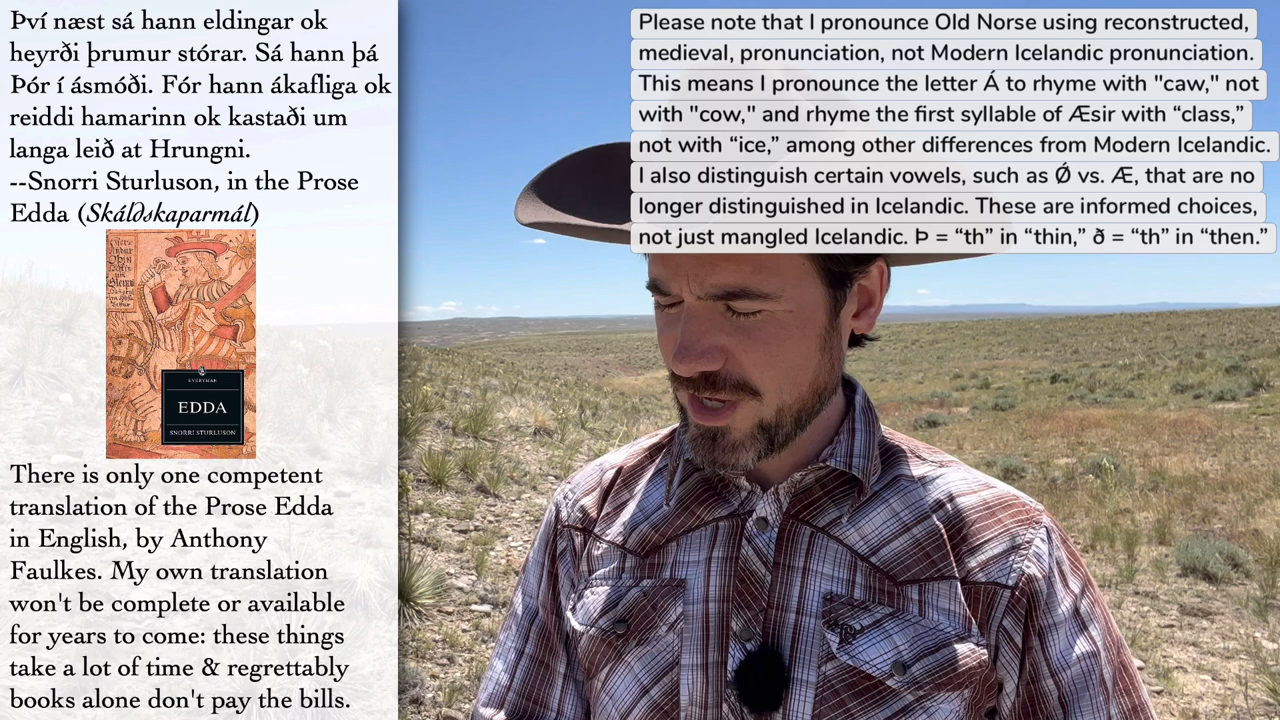 Því næst sá hann eldingar ok
heyrði þrumur stórar. Sá hann þá
Þór í ásmóði. Fór hann ákafliga ok
reiddi hamarinn ok kastaði um
langa leið at Hrungni.
--Snorri Sturluson, in the Prose
Edda (Skáldskaparmál)
EVERYMAN
EDDA
SNORRI STURLUSON
There is only one competent
translation of the Prose Edda
in English, by Anthony
Faulkes. My own translation
won't be complete or available
for years to come: these things
take a lot of time & regrettably
books alone don't pay the bills.
Please note that I pronounce Old Norse using reconstructed,
medieval, pronunciation, not Modern Icelandic pronunciation.
This means I pronounce the letter Á to rhyme with "caw," not
with "cow," and rhyme the first syllable of Æsir with “class,”
not with “ice,” among other differences from Modern Icelandic.
I also distinguish certain vowels, such as Ǿ vs. Æ, that are no
longer distinguished in Icelandic. These are informed choices,
not just mangled Icelandic. Þ = “th” in “thin,” ð = “th” in “then.”